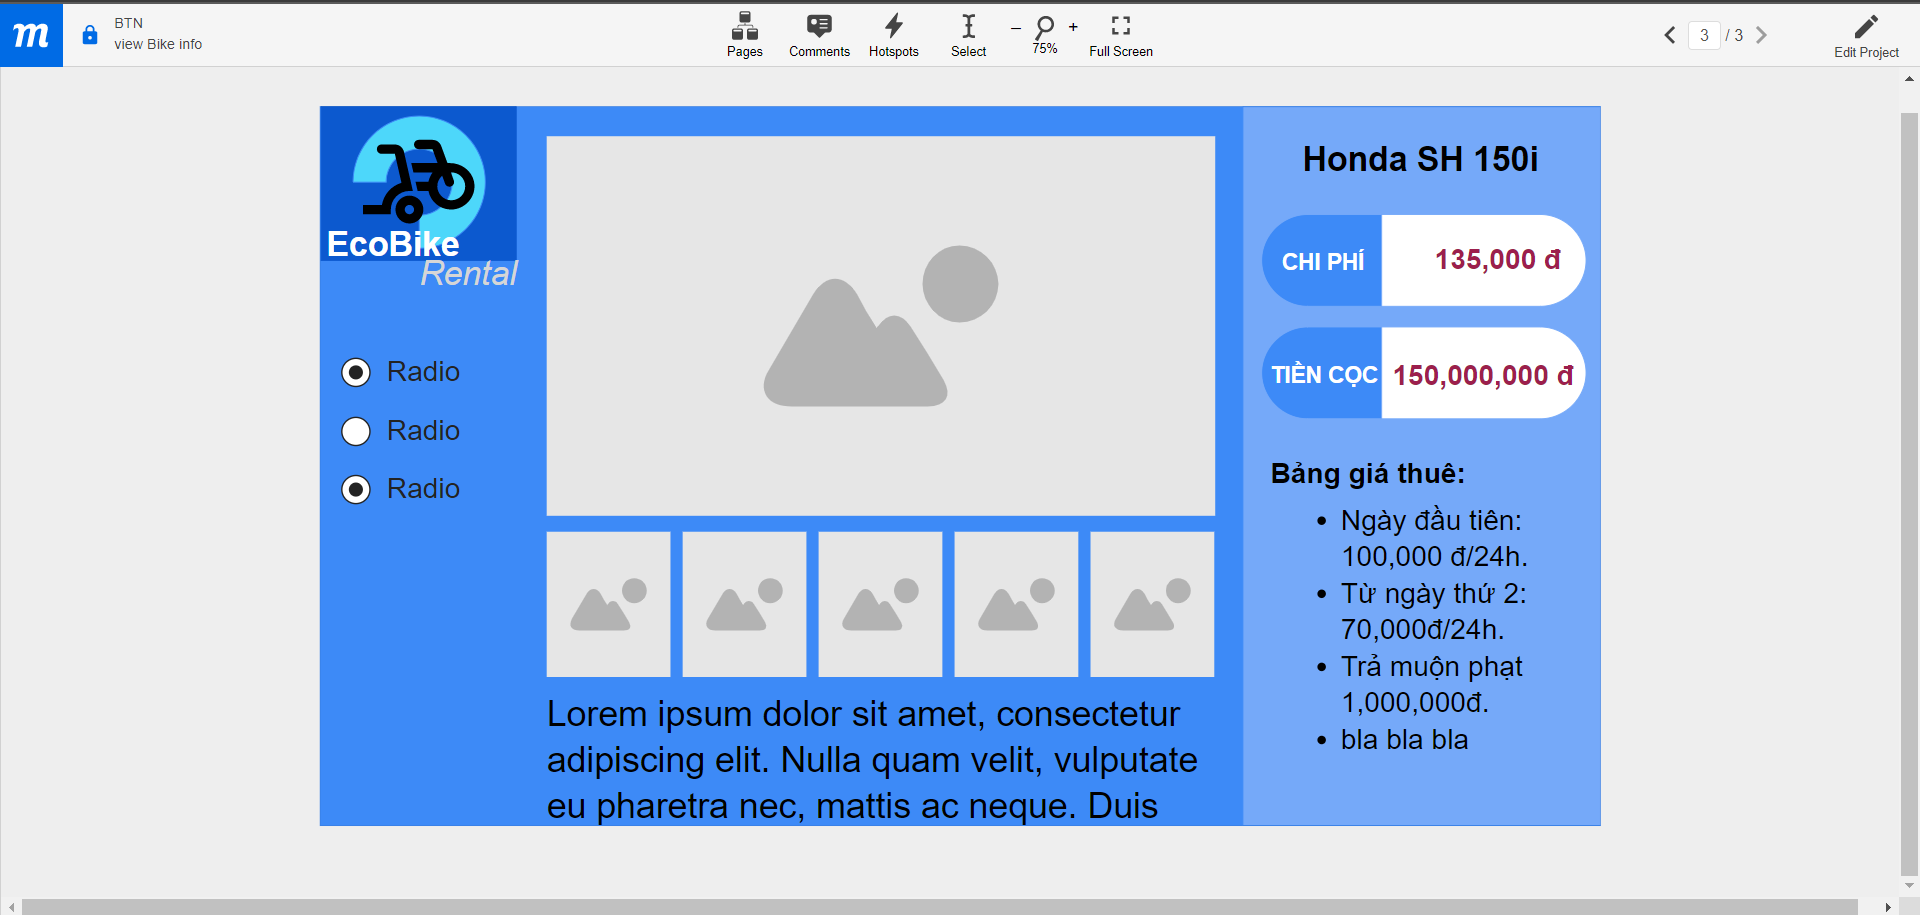 m
BTN
view Bike info
Pages
Comments
Hotspots
Select
– 75% +
Full Screen
3 / 3
Edit Project
EcoBike
Rental
Radio
Radio
Radio
Lorem ipsum dolor sit amet, consectetur
adipiscing elit. Nulla quam velit, vulputate
eu pharetra nec, mattis ac neque. Duis
Honda SH 150i
CHI PHÍ 135,000 đ
TIỀN CỌC 150,000,000 đ
Bảng giá thuê:
• Ngày đầu tiên:
100,000 đ/24h.
• Từ ngày thứ 2:
70,000đ/24h.
• Trả muộn phạt
1,000,000đ.
• bla bla bla